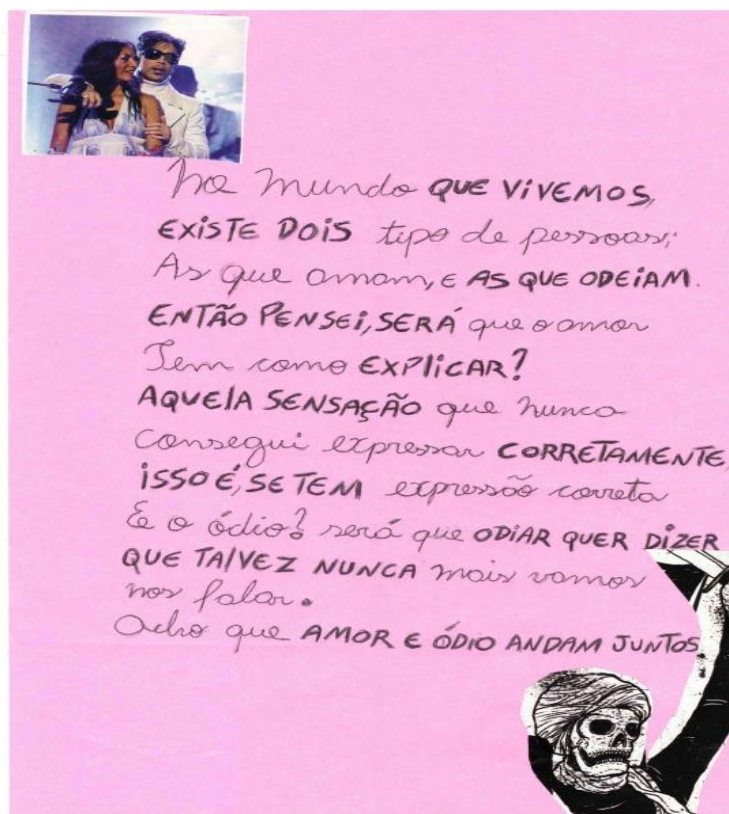 No mundo QUE ViVEMOS,
EXiSTE DOiS tipo de pessoas;
As que amam, E AS QUE ODEiAM.
ENTÃO PENSEi, SERÁ que o amor
Tem como EXPliCAR?
AQUElA SENSAÇÃO que nunca
consegui expressar CORRETAMENTE,
iSSO É, SE TEM expressão correta
E o ódio? será que ODIAR QUER DiZER
QUE TAlVEZ NUNCA mais vamos
nos falar.
Acho que AMOR E ÓDIO ANDAM JUNTOS